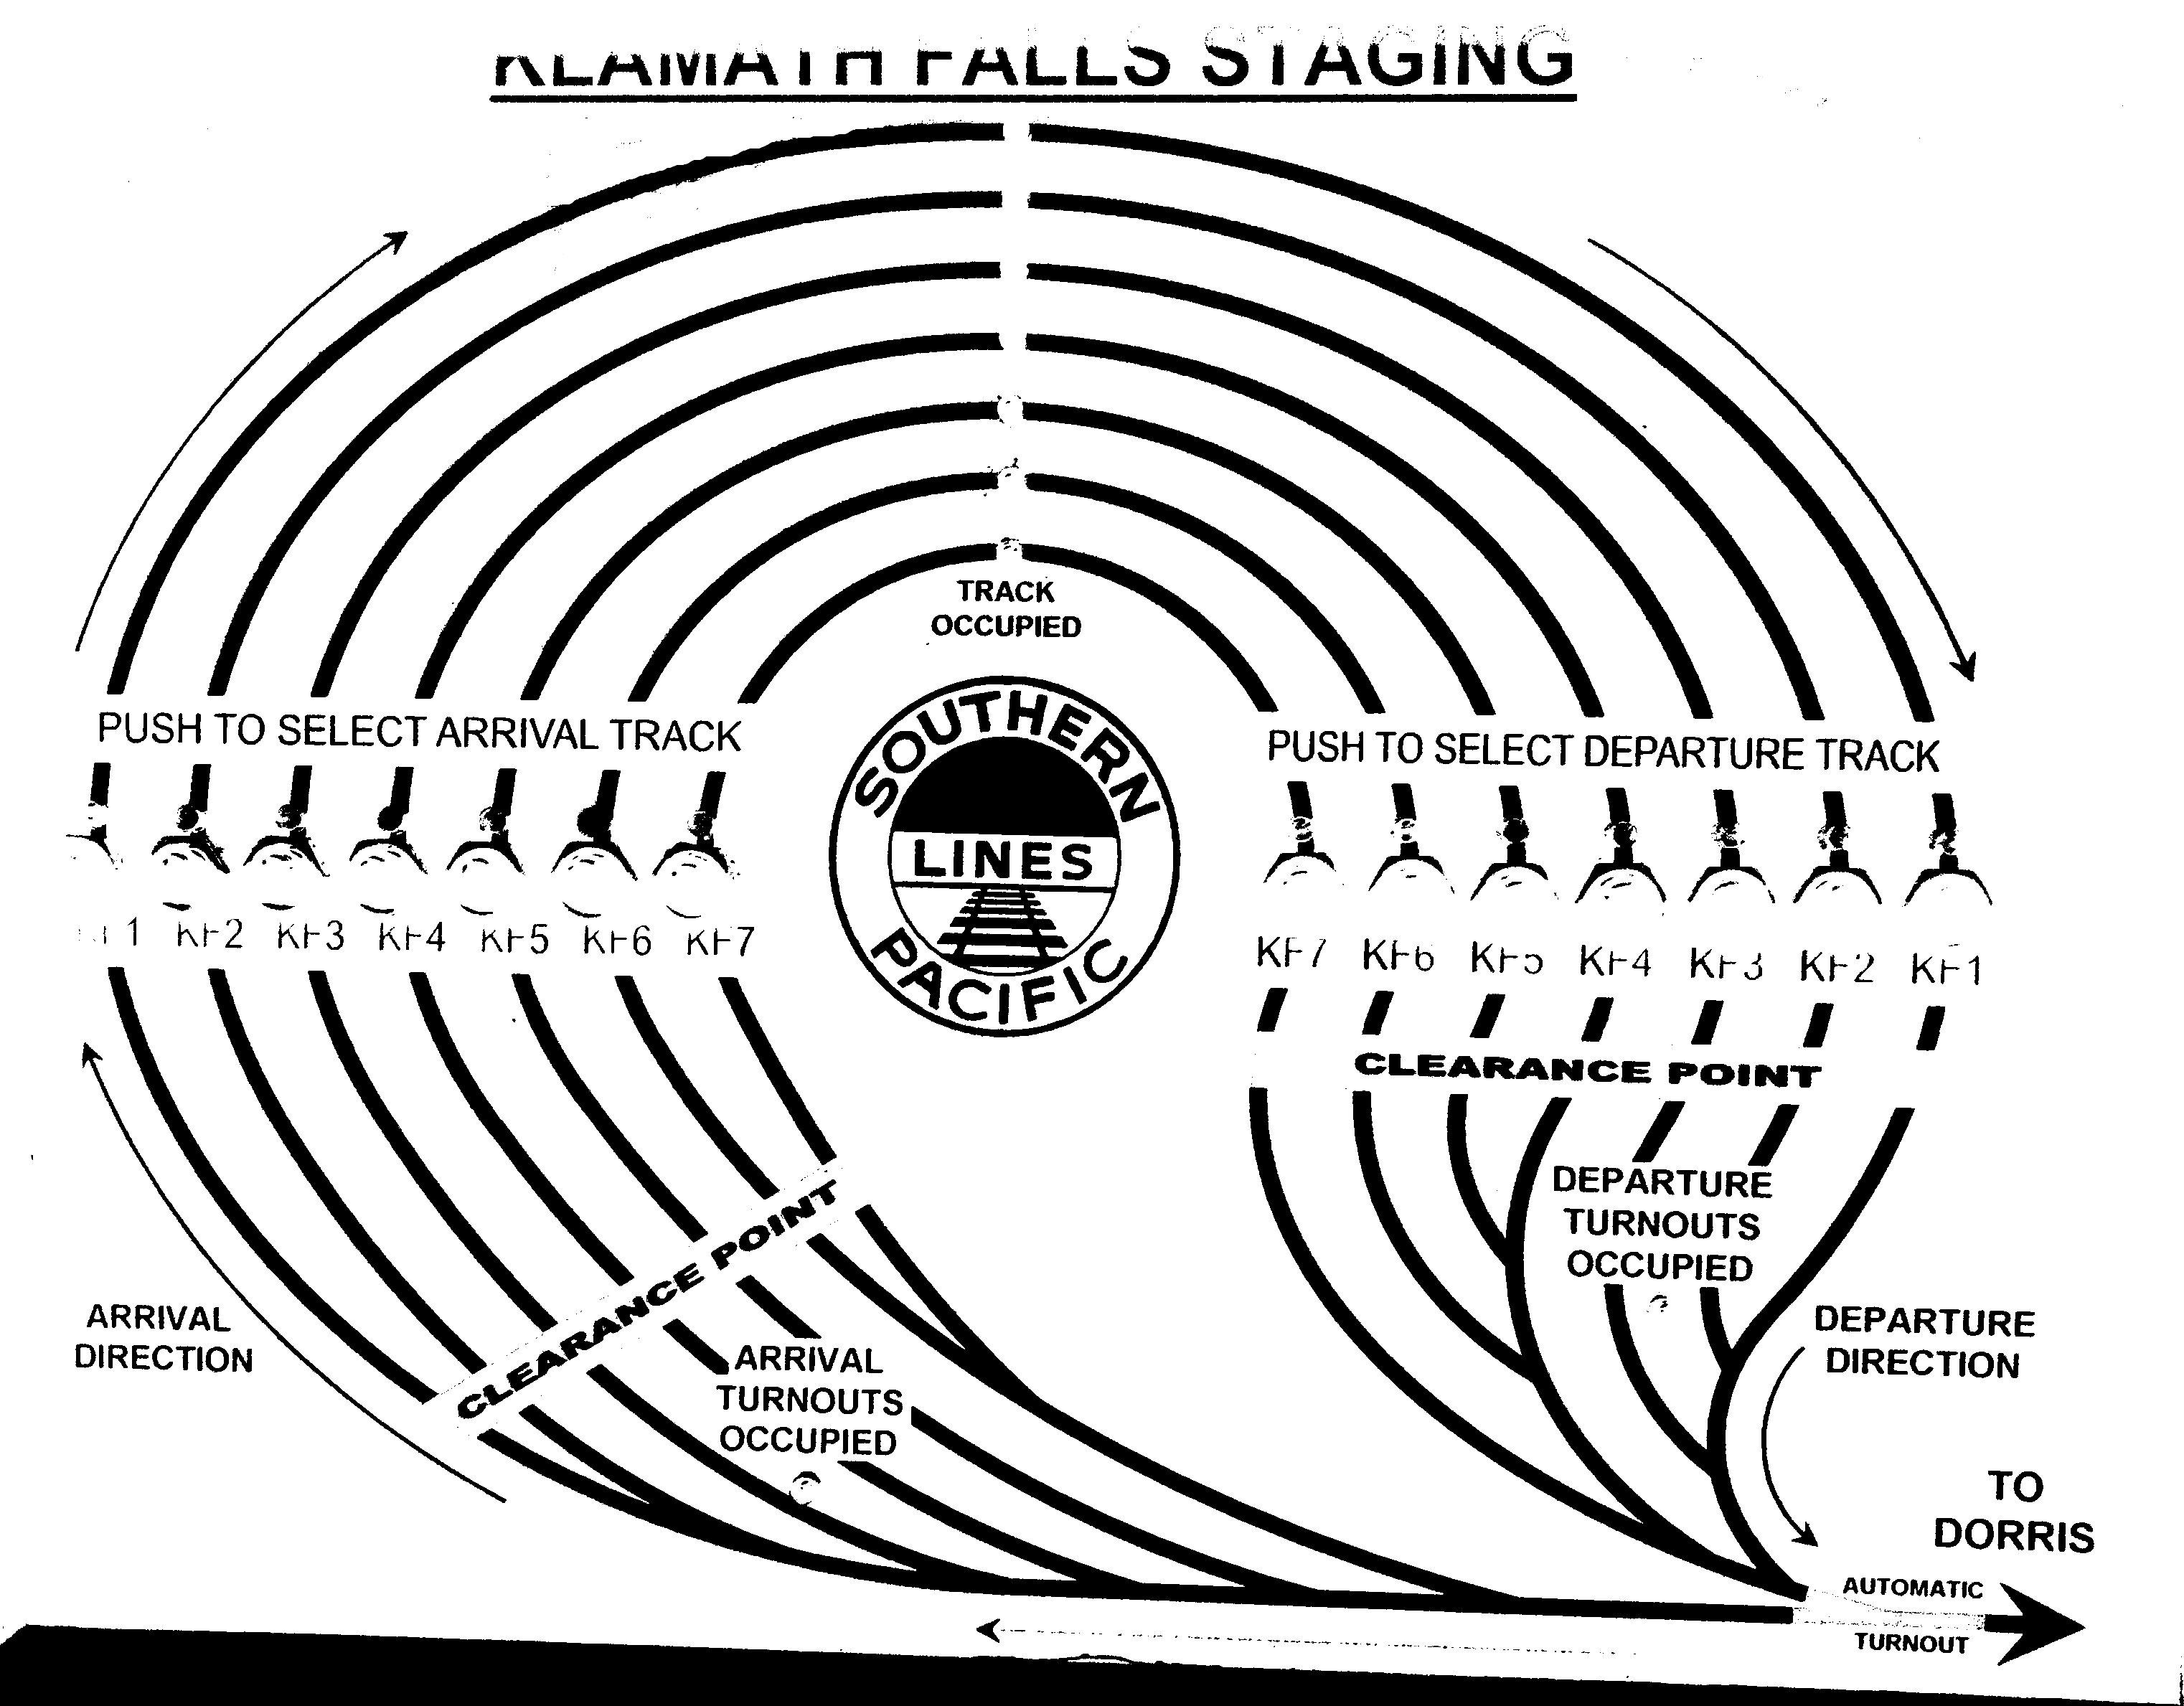 KLAMATH FALLS STAGING
TRACK
OCCUPIED
PUSH TO SELECT ARRIVAL TRACK
PUSH TO SELECT DEPARTURE TRACK
SOUTHERN
LINES
PACIFIC
KF1 KF2 KF3 KF4 KF5 KF6 KF7
KF7 KF6 KF5 KF4 KF3 KF2 KF1
CLEARANCE POINT
CLEARANCE POINT
DEPARTURE
TURNOUTS
OCCUPIED
ARRIVAL
DIRECTION
ARRIVAL
TURNOUTS
OCCUPIED
DEPARTURE
DIRECTION
TO
DORRIS
AUTOMATIC
TURNOUT